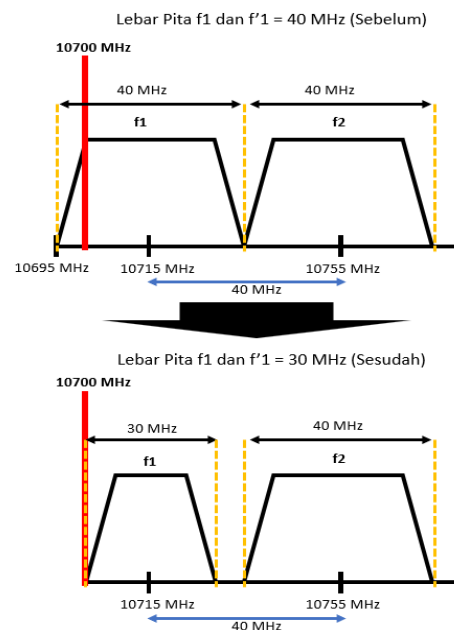 Lebar Pita f1 dan f'1 = 40 MHz (Sebelum)
10700 MHz
40 MHz
40 MHz
f1
f2
10695 MHz
10715 MHz
10755 MHz
40 MHz
Lebar Pita f1 dan f'1 = 30 MHz (Sesudah)
10700 MHz
30 MHz
40 MHz
f1
f2
10715 MHz
10755 MHz
40 MHz